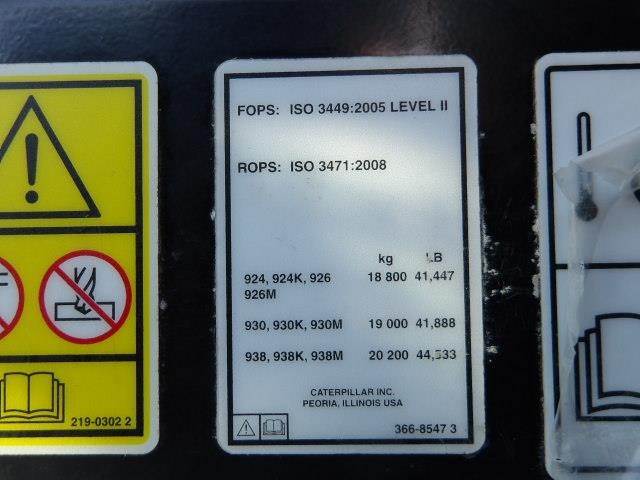 FOPS: ISO 3449:2005 LEVEL II
ROPS: ISO 3471:2008
kg LB
924, 924K, 926 18 800 41,447
926M
930, 930K, 930M 19 000 41,888
938, 938K, 938M 20 200 44,533
CATERPILLAR INC.
PEORIA, ILLINOIS USA
366-8547 3
219-0302 2